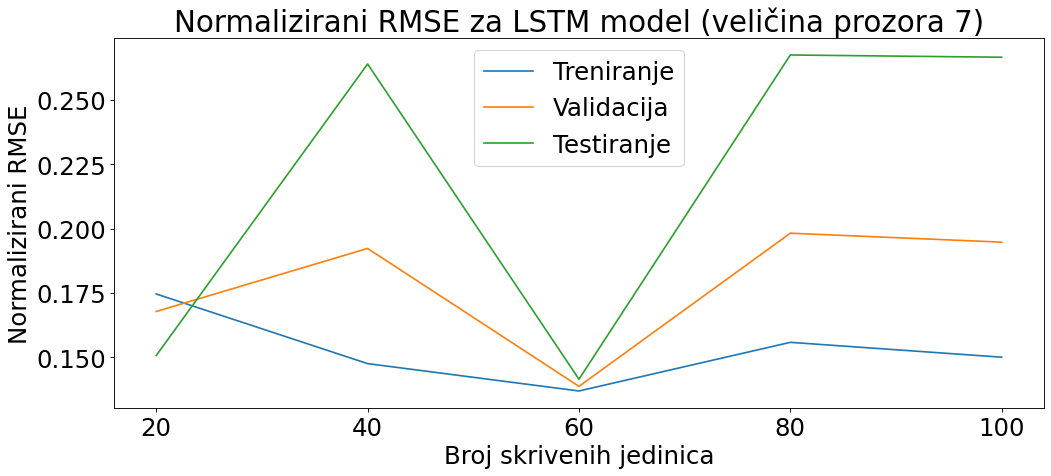 Normalizirani RMSE za LSTM model (veličina prozora 7)
Treniranje
Validacija
Testiranje
Normalizirani RMSE
0.250
0.225
0.200
0.175
0.150
20 40 60 80 100
Broj skrivenih jedinica